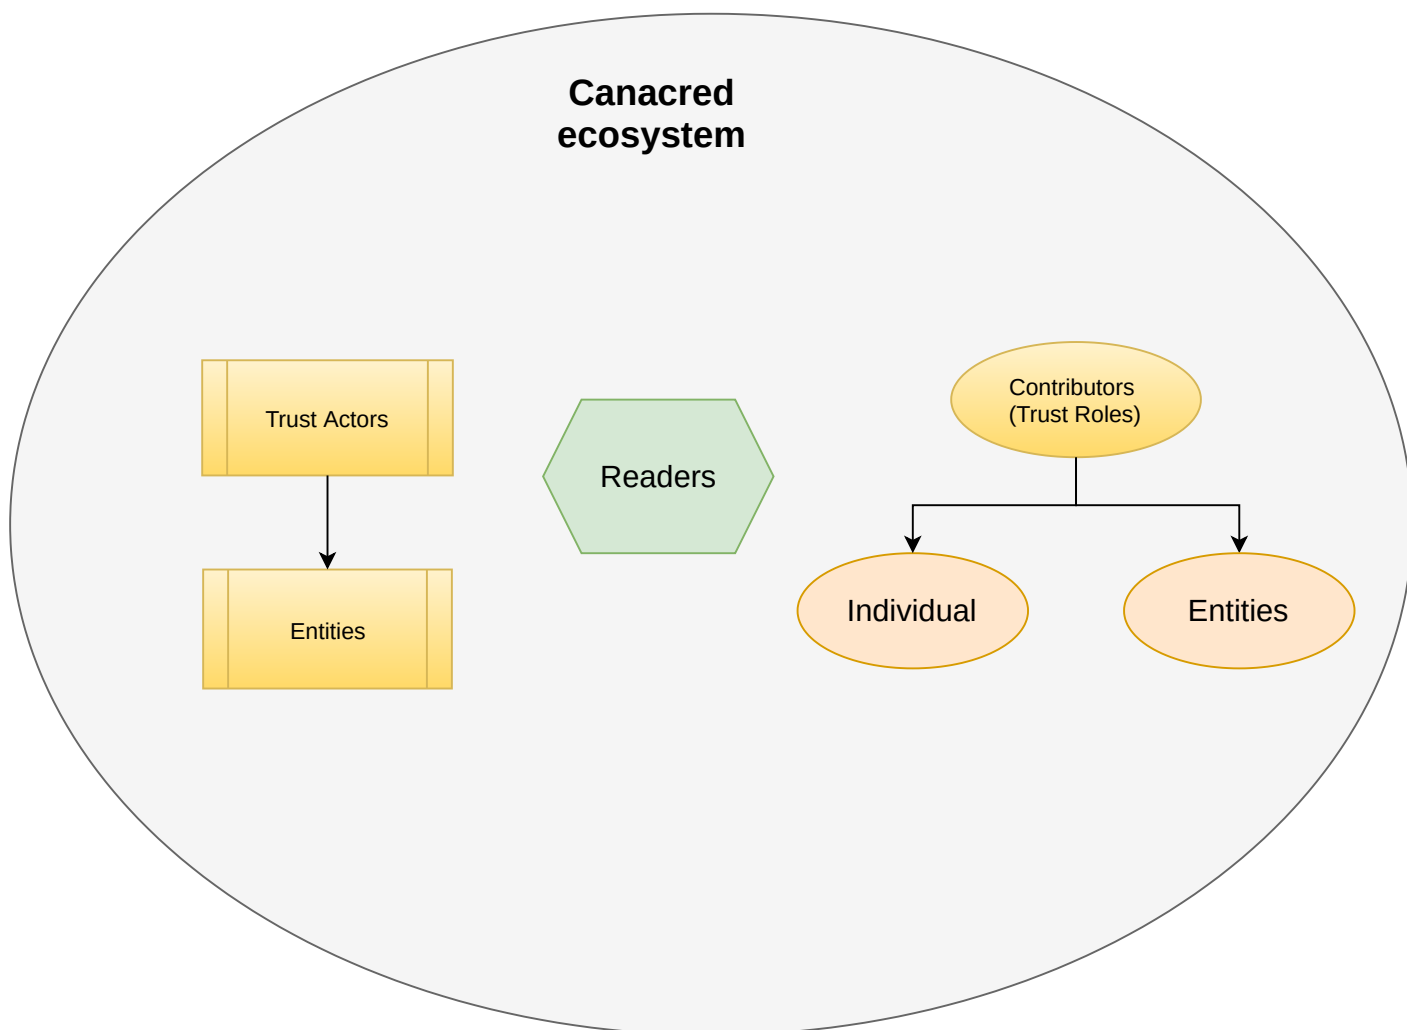 Canacred
ecosystem
Trust Actors
Entities
Readers
Contributors
(Trust Roles)
Individual
Entities